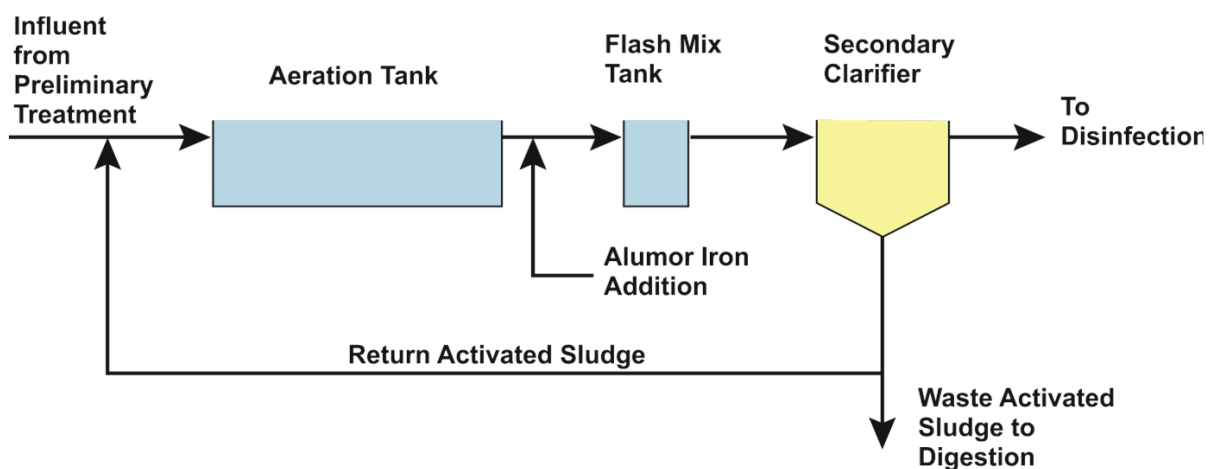 Influent
from
Preliminary
Treatment
Aeration Tank
Flash Mix
Tank
Secondary
Clarifier
To
Disinfection
Alumor Iron
Addition
Return Activated Sludge
Waste Activated
Sludge to
Digestion